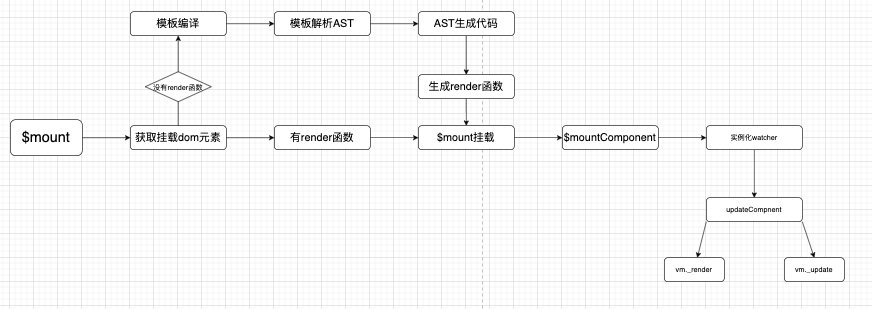 模板编译
模板解析AST
AST生成代码
没有render函数
生成render函数
$mount
获取挂载dom元素
有render函数
$mount挂载
$mountComponent
实例化watcher
updateCompnent
vm._render
vm._update